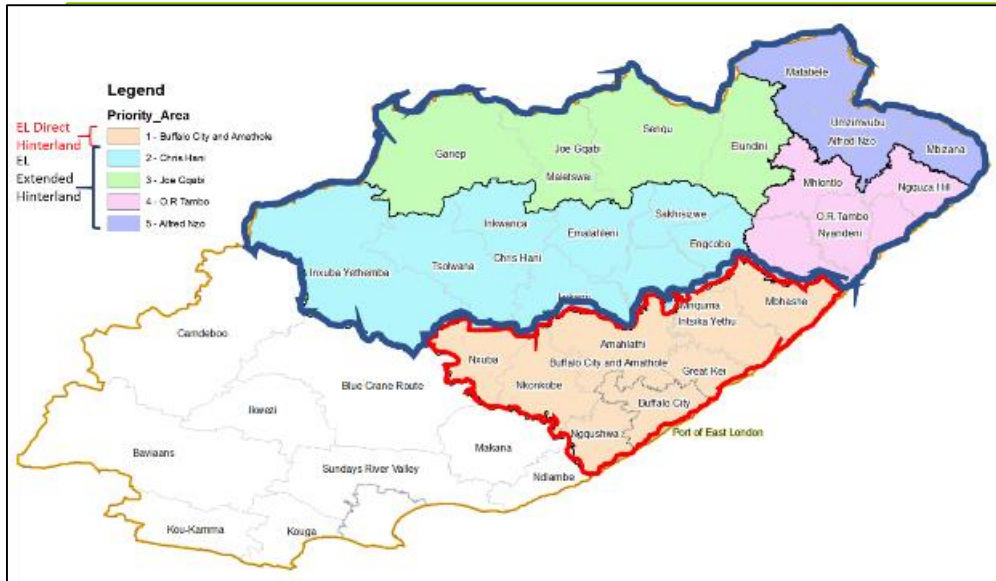 Legend
Priority_Area
EL Direct
Hinterland
EL
Extended
Hinterland
1 - Buffalo City and Amathole
2 - Chris Hani
3 - Joe Gqabi
4 - O.R Tambo
5 - Alfred Nzo
Matatiele
Umzimvubu
Alfred Nzo
Mbizana
Senqu
Joe Gqabi
Elundini
Gariep
Maletswai
Mhlontlo
Ngquza Hill
O.R.Tambo
Nyandeni
Sakhisizwe
Inkwanca
Emalahleni
Engcobo
Chris Hani
Tsolwana
Inxuba Yethemba
Mnquma
Mbhashe
Intsika Yethu
Camdeboo
Amahlathi
Nxuba
Buffalo City and Amathole
Great Kei
Blue Crane Route
Nkonkobe
Buffalo City
Ikwezi
Ngqushwa
Port of East London
Makana
Baviaans
Sundays River Valley
Ndlambe
Kou-Kamma
Kouga